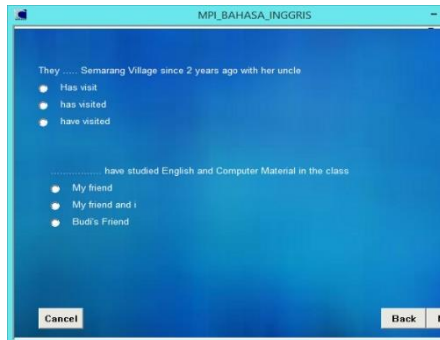 MPI_BAHASA_INGGRIS
They ..... Semarang Village since 2 years ago with her uncle
Has visit
has visited
have visited
................. have studied English and Computer Material in the class
My friend
My friend and i
Budi's Friend
Cancel
Back